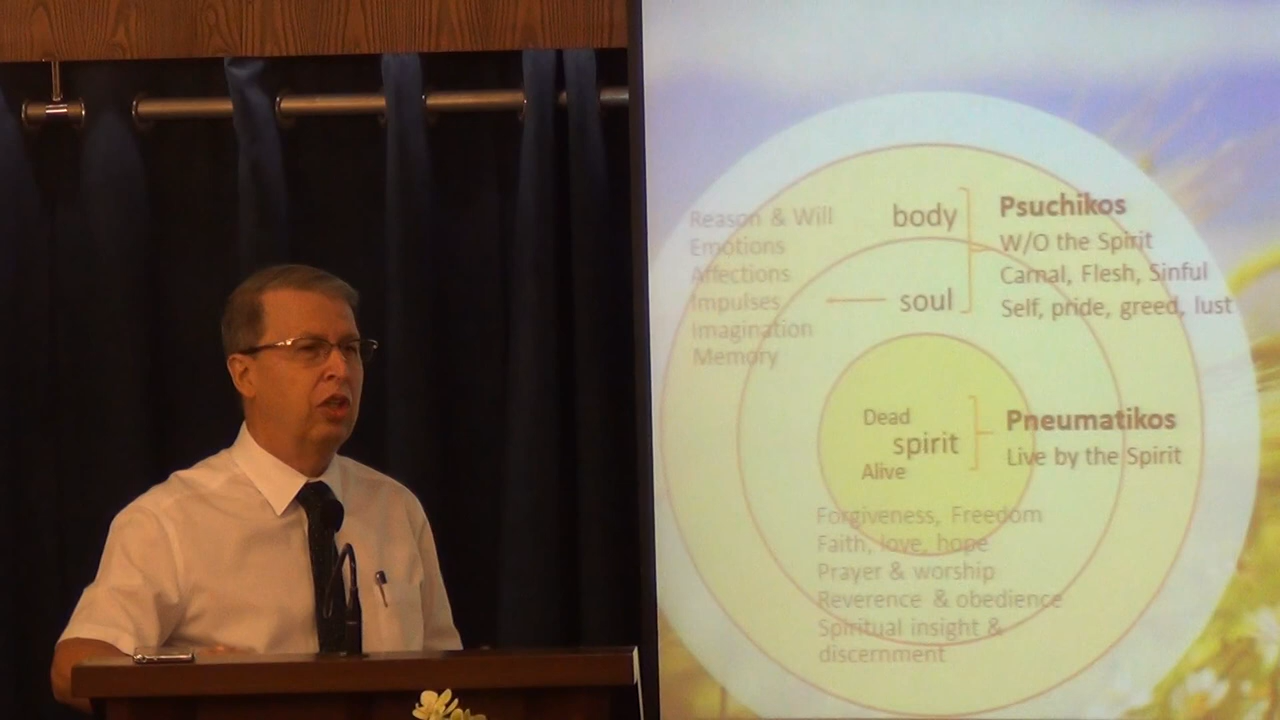 Reason & Will
Emotions
Affections
Impulses
Imagination
Memory
body
soul
Psuchikos
W/O the Spirit
Carnal, Flesh, Sinful
Self, pride, greed, lust
Dead
spirit
Alive
Pneumatikos
Live by the Spirit
Forgiveness, Freedom
Faith, love, hope
Prayer & worship
Reverence & obedience
Spiritual insight &
discernment